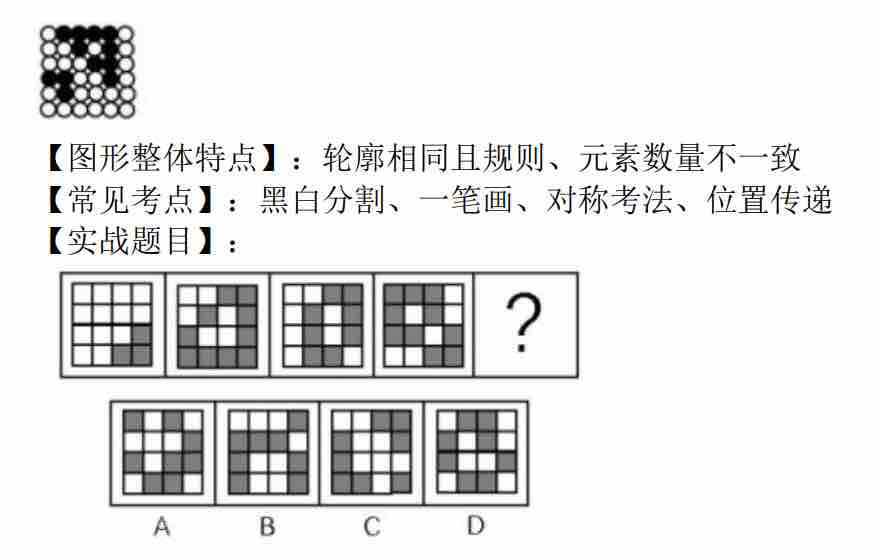 【图形整体特点】：轮廓相同且规则、元素数量不一致
【常见考点】：黑白分割、一笔画、对称考法、位置传递
【实战题目】：
?
A B C D